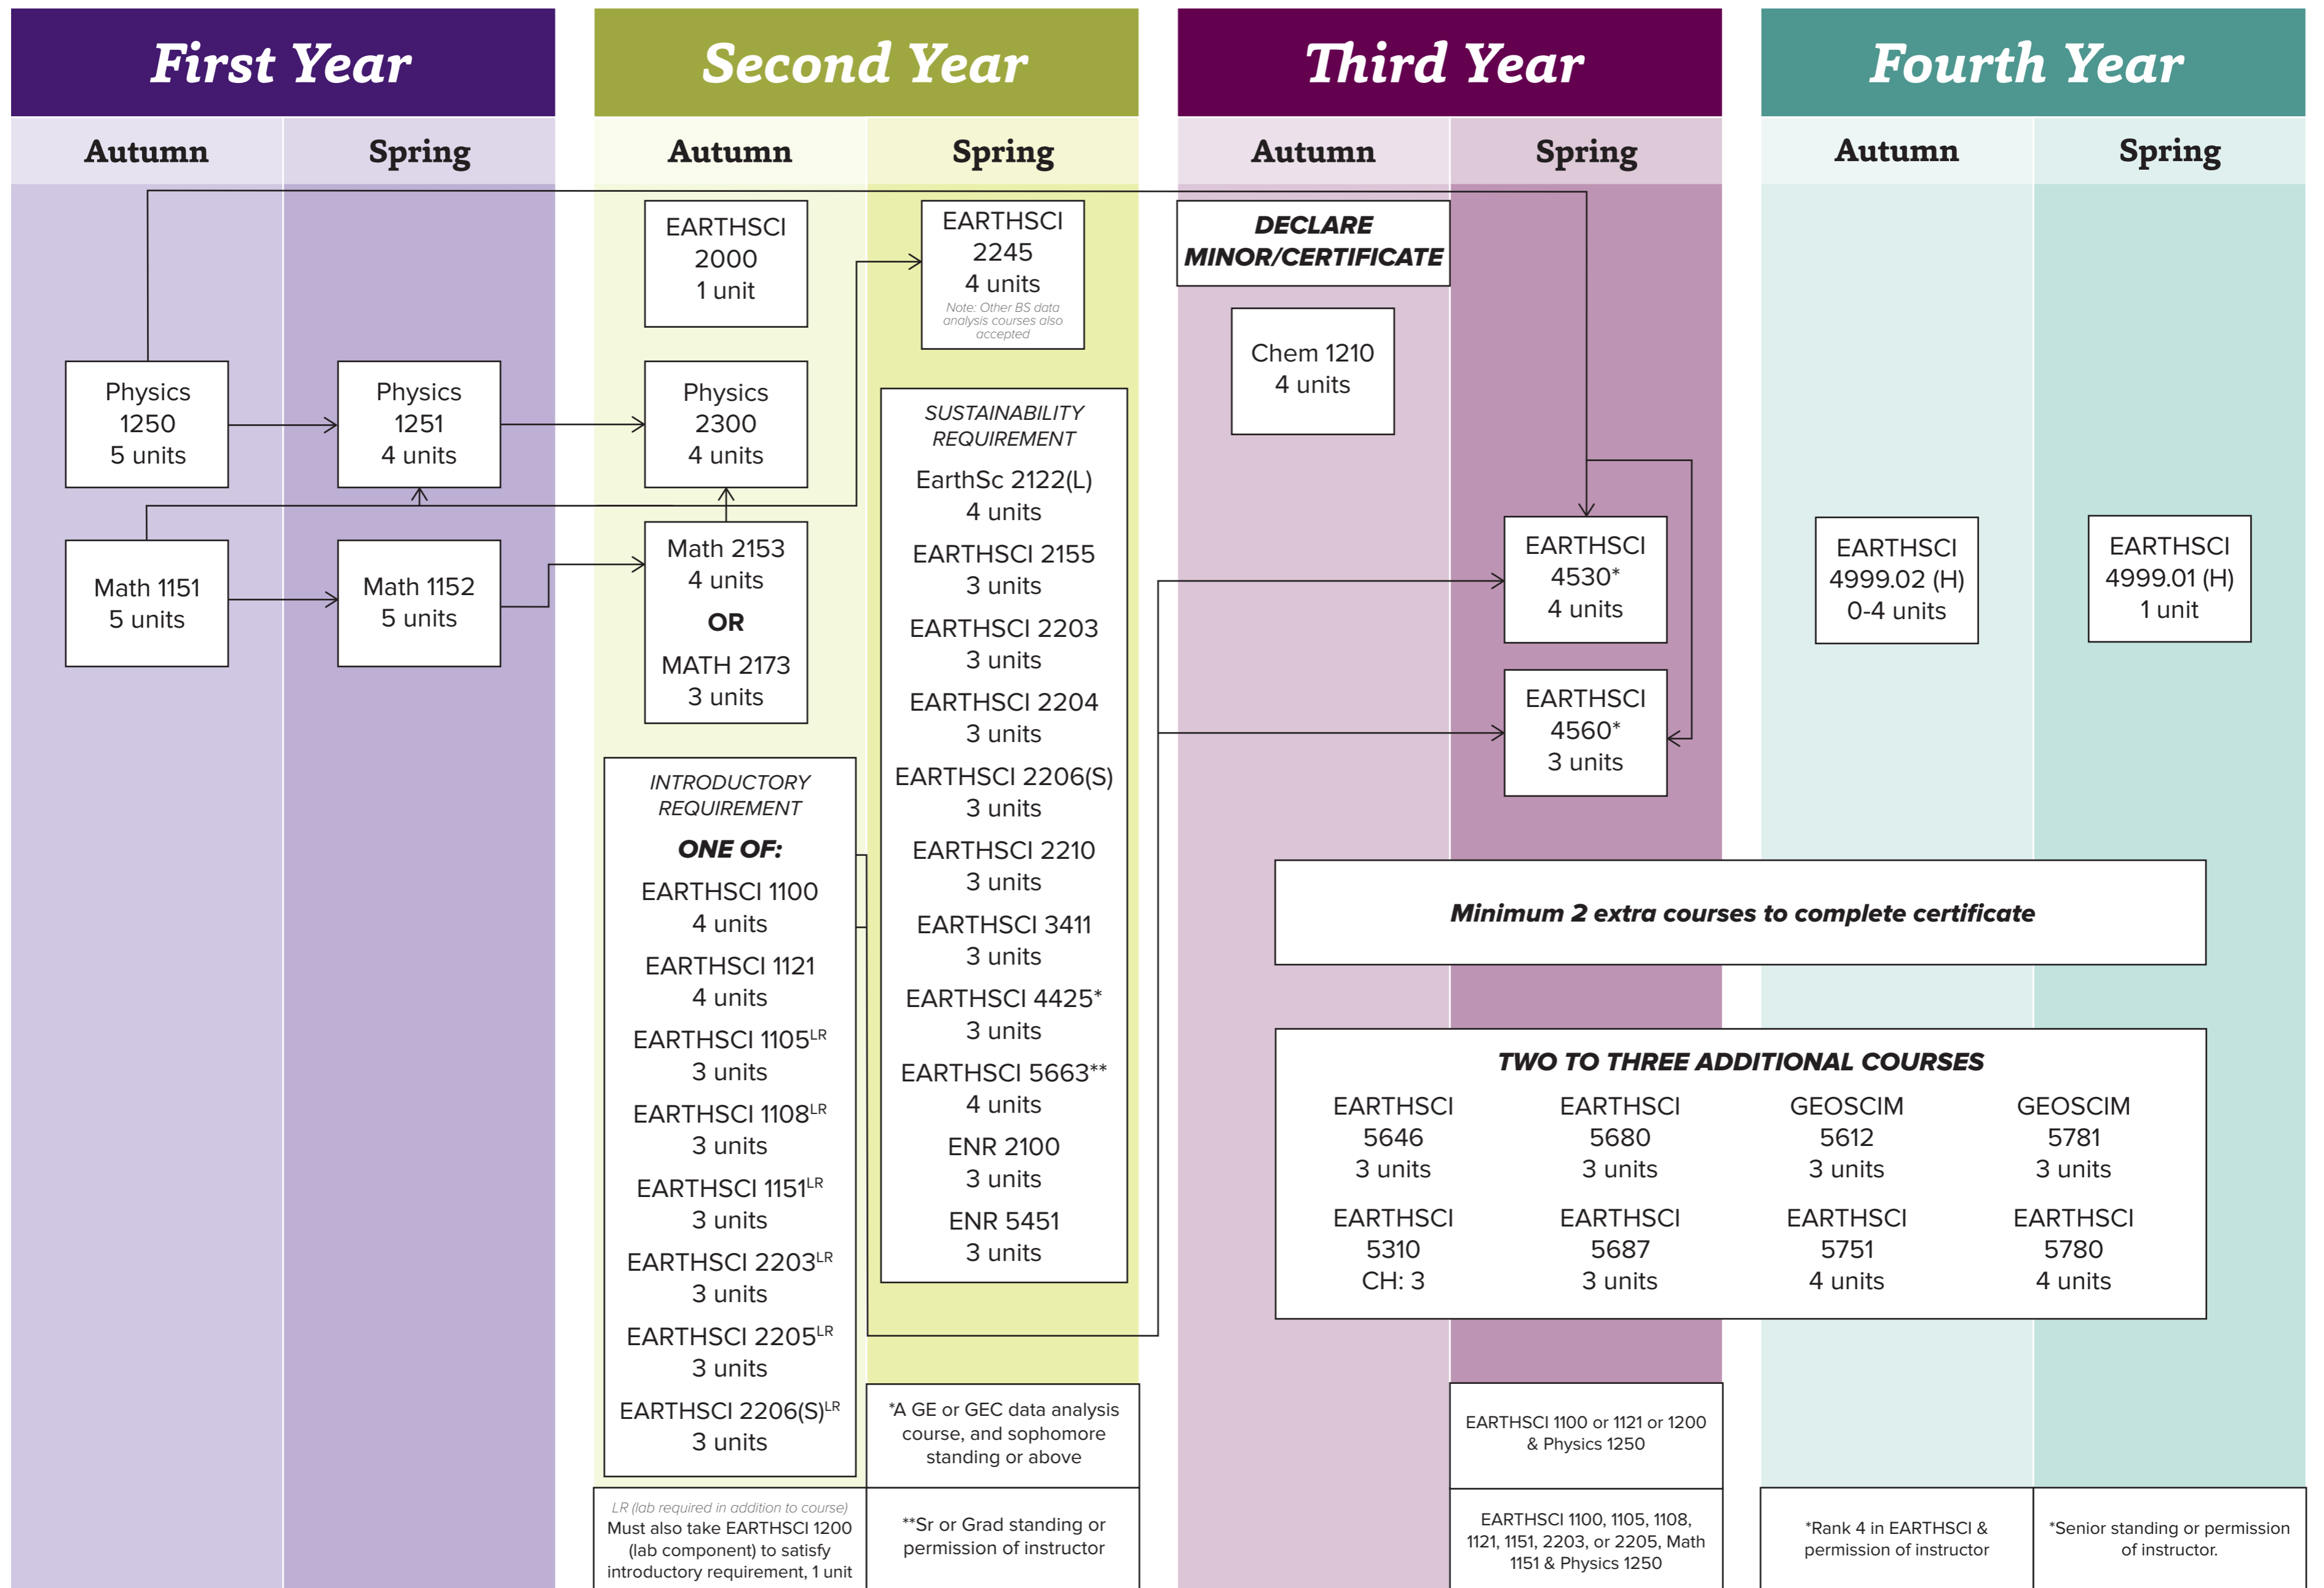 First Year
Autumn
Spring
Physics
1250
5 units
Physics
1251
4 units
Math 1151
5 units
Math 1152
5 units
Second Year
Autumn
Spring
EARTHSCI
2000
1 unit
Physics
2300
4 units
Math 2153
4 units
OR
MATH 2173
3 units
INTRODUCTORY
REQUIREMENT
ONE OF:
EARTHSCI 1100
4 units
EARTHSCI 1121
4 units
EARTHSCI 1105LR
3 units
EARTHSCI 1108LR
3 units
EARTHSCI 1151LR
3 units
EARTHSCI 2203LR
3 units
EARTHSCI 2205LR
3 units
EARTHSCI 2206(S)LR
3 units
LR (lab required in addition to course)
Must also take EARTHSCI 1200
(lab component) to satisfy
introductory requirement, 1 unit
EARTHSCI
2245
4 units
Note: Other BS data
analysis courses also
accepted
SUSTAINABILITY
REQUIREMENT
EarthSc 2122(L)
4 units
EARTHSCI 2155
3 units
EARTHSCI 2203
3 units
EARTHSCI 2204
3 units
EARTHSCI 2206(S)
3 units
EARTHSCI 2210
3 units
EARTHSCI 3411
3 units
EARTHSCI 4425*
3 units
EARTHSCI 5663**
4 units
ENR 2100
3 units
ENR 5451
3 units
*A GE or GEC data analysis
course, and sophomore
standing or above
**Sr or Grad standing or
permission of instructor
Third Year
Autumn
Spring
DECLARE
MINOR/CERTIFICATE
Chem 1210
4 units
EARTHSCI
4530*
4 units
EARTHSCI
4560*
3 units
Fourth Year
Autumn
Spring
EARTHSCI
4999.02 (H)
0-4 units
EARTHSCI
4999.01 (H)
1 unit
Minimum 2 extra courses to complete certificate
TWO TO THREE ADDITIONAL COURSES
EARTHSCI
5646
3 units
EARTHSCI
5680
3 units
GEOSCIM
5612
3 units
GEOSCIM
5781
3 units
EARTHSCI
5310
CH: 3
EARTHSCI
5687
3 units
EARTHSCI
5751
4 units
EARTHSCI
5780
4 units
EARTHSCI 1100 or 1121 or 1200
& Physics 1250
EARTHSCI 1100, 1105, 1108,
1121, 1151, 2203, or 2205, Math
1151 & Physics 1250
*Rank 4 in EARTHSCI &
permission of instructor
*Senior standing or permission
of instructor.